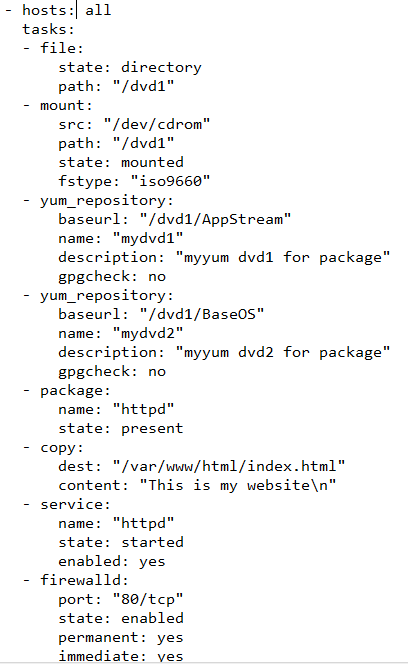 - hosts: all
  tasks:
  - file:
      state: directory
      path: "/dvd1"
  - mount:
      src: "/dev/cdrom"
      path: "/dvd1"
      state: mounted
      fstype: "iso9660"
  - yum_repository:
      baseurl: "/dvd1/AppStream"
      name: "mydvd1"
      description: "myyum dvd1 for package"
      gpgcheck: no
  - yum_repository:
      baseurl: "/dvd1/BaseOS"
      name: "mydvd2"
      description: "myyum dvd2 for package"
      gpgcheck: no
  - package:
      name: "httpd"
      state: present
  - copy:
      dest: "/var/www/html/index.html"
      content: "This is my website\n"
  - service:
      name: "httpd"
      state: started
      enabled: yes
  - firewalld:
      port: "80/tcp"
      state: enabled
      permanent: yes
      immediate: yes